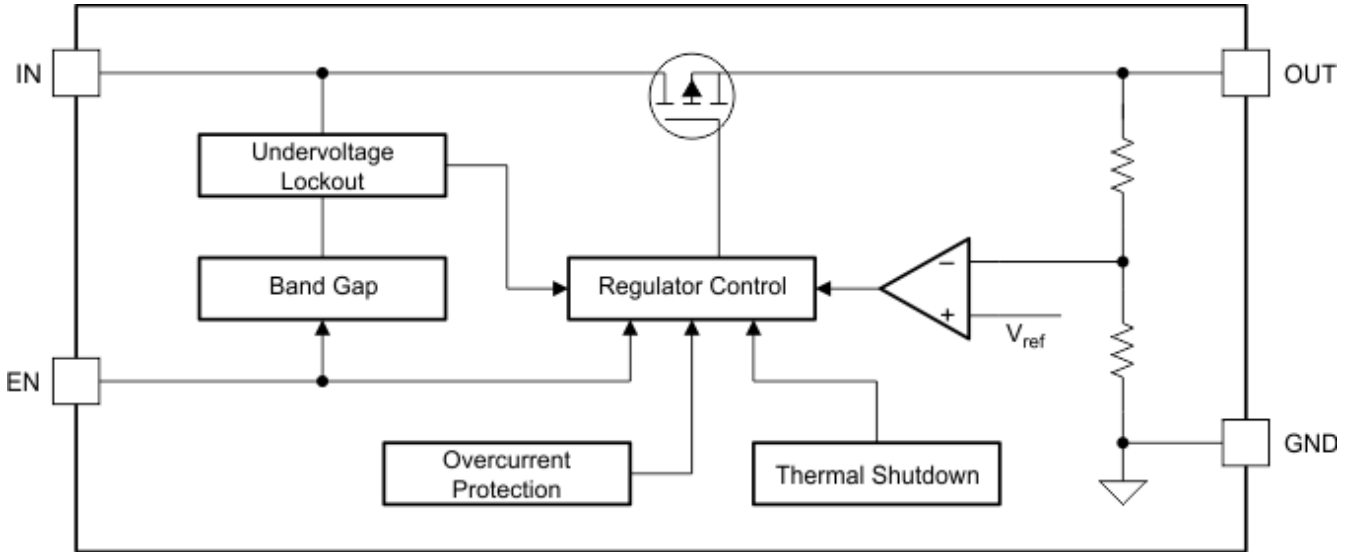 IN
OUT
Undervoltage
Lockout
Band Gap
Regulator Control
−
+
Vref
EN
GND
Overcurrent
Protection
Thermal Shutdown